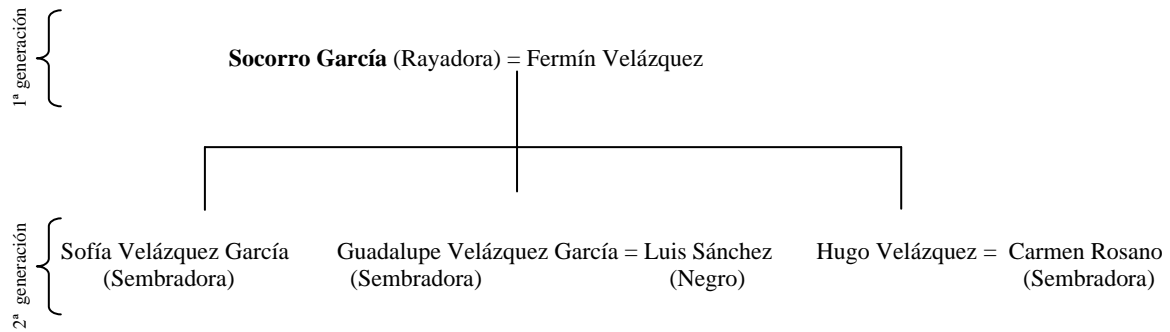 1ª generación
Socorro García (Rayadora) = Fermín Velázquez
2ª generación
Sofía Velázquez García
(Sembradora)
Guadalupe Velázquez García = Luis Sánchez
(Sembradora) (Negro)
Hugo Velázquez = Carmen Rosano
(Sembradora)